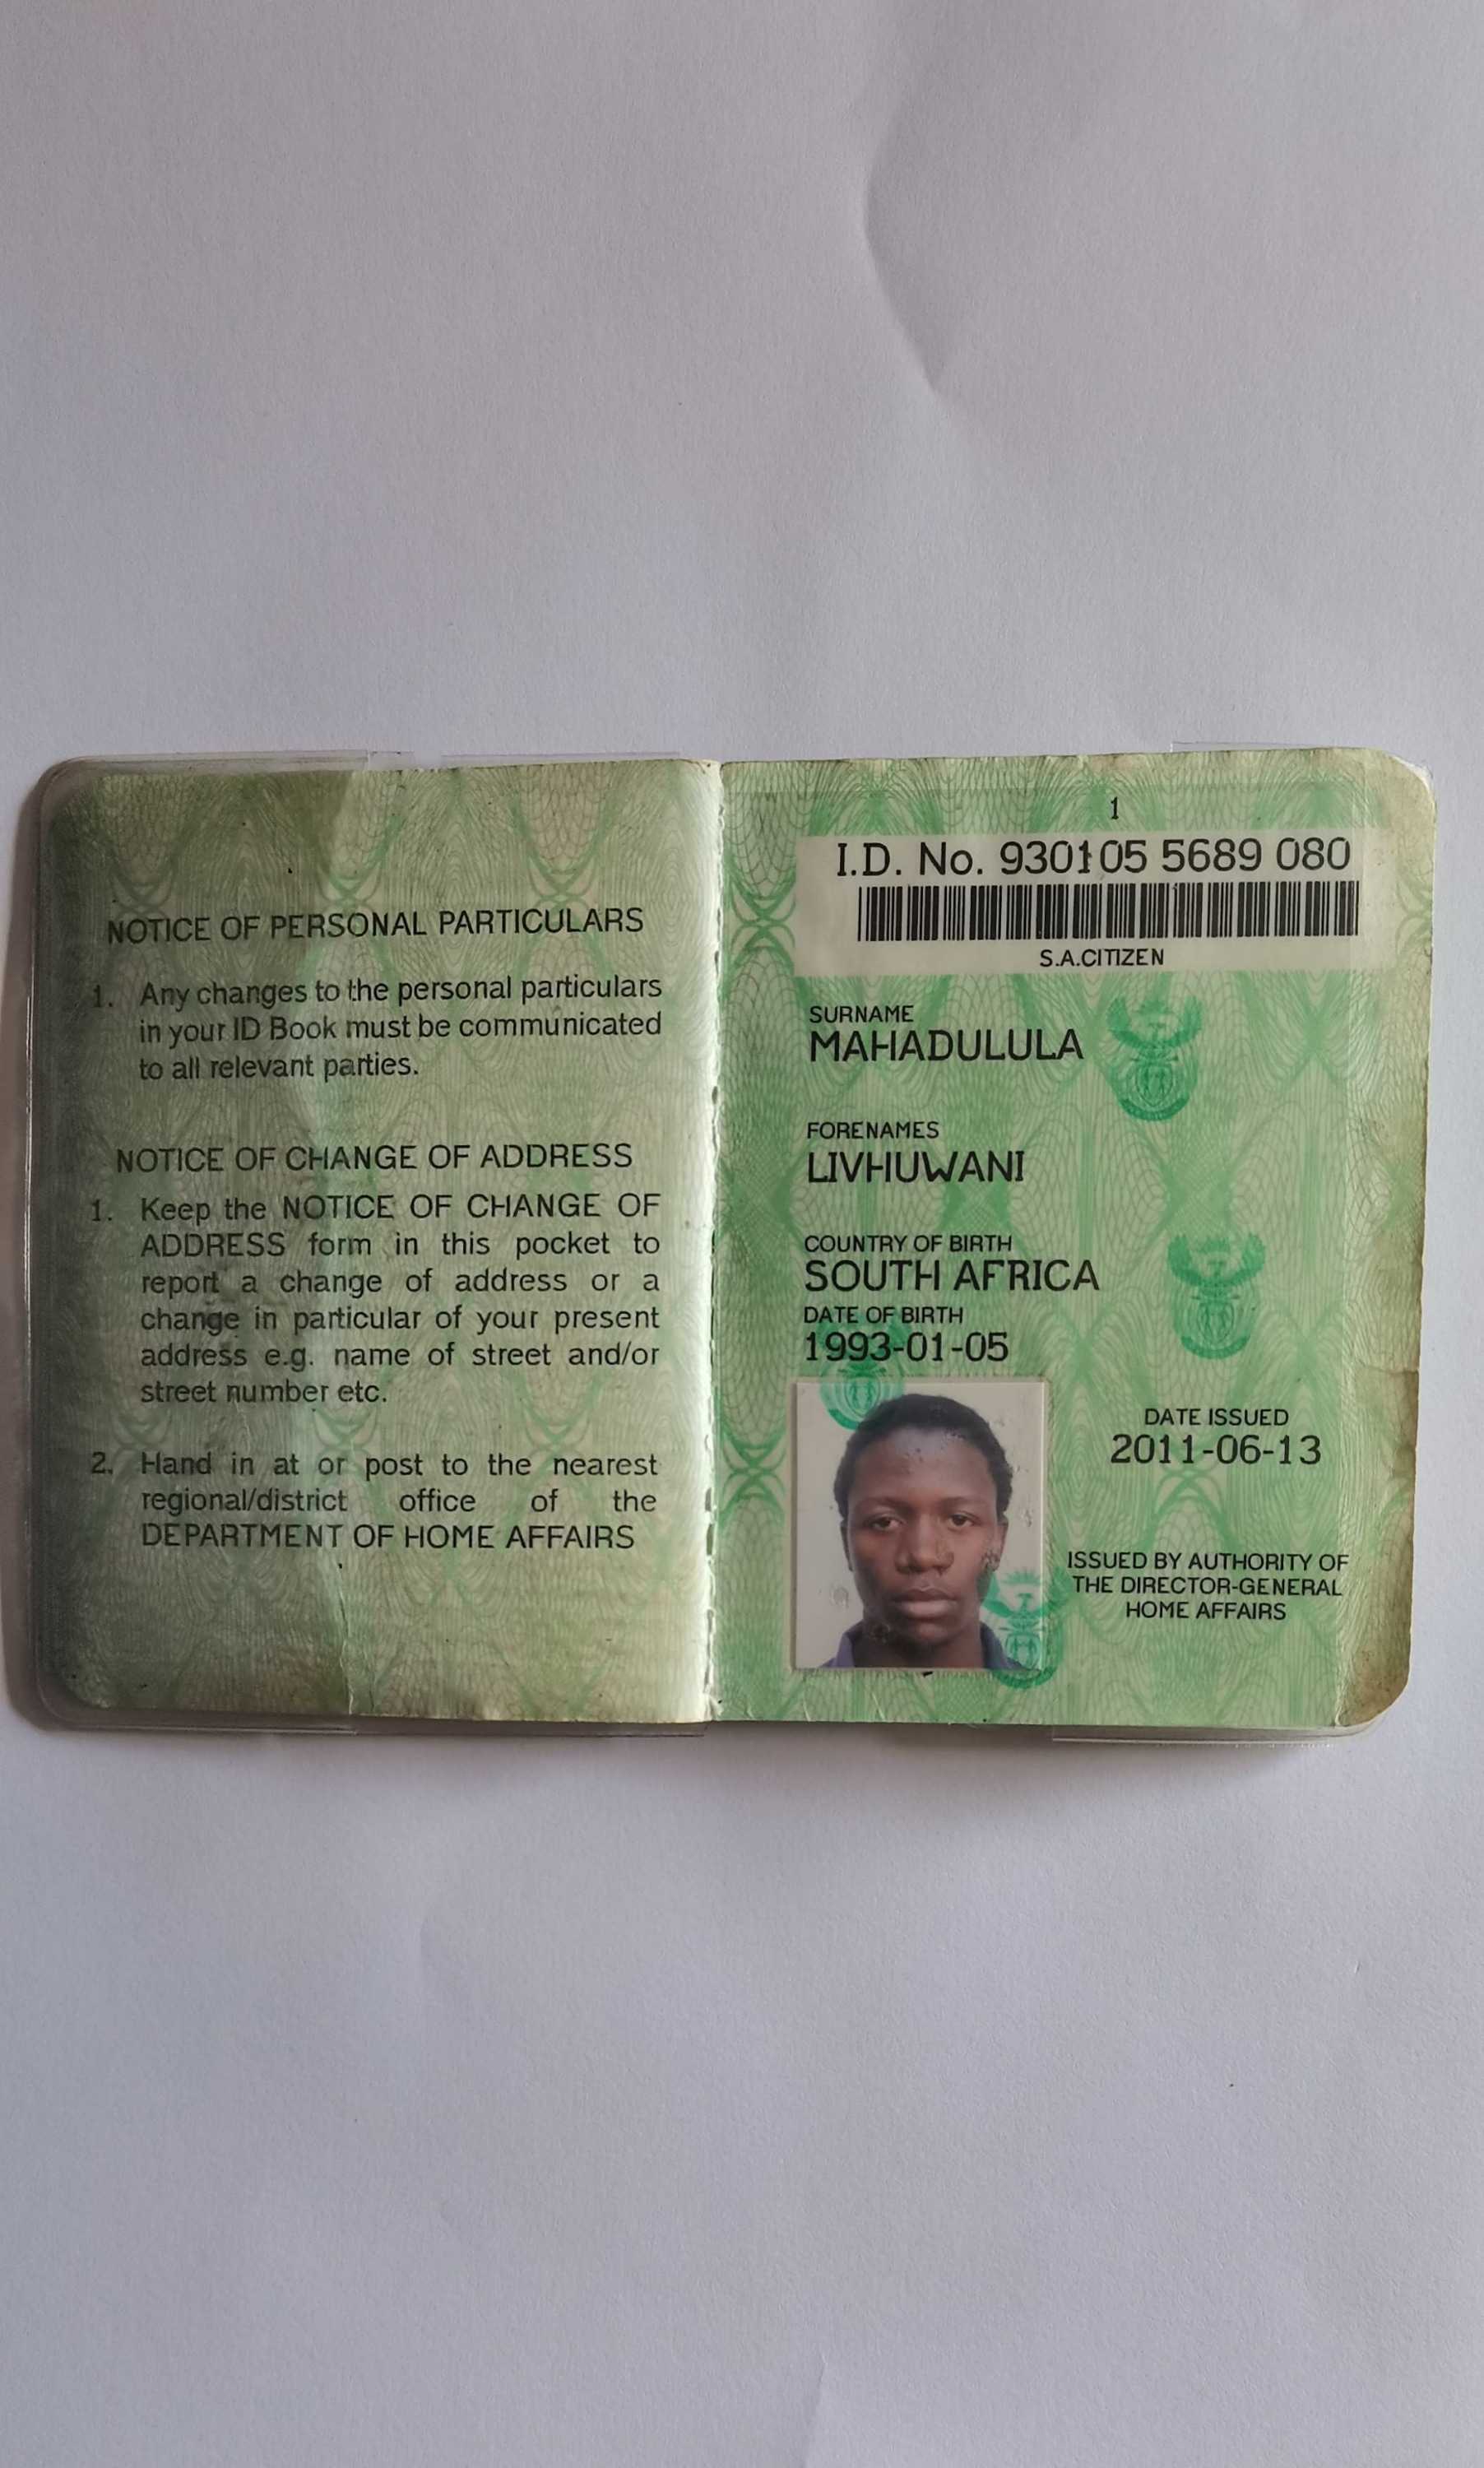 NOTICE OF PERSONAL PARTICULARS
1. Any changes to the personal particulars
in your ID Book must be communicated
to all relevant parties.
NOTICE OF CHANGE OF ADDRESS
1. Keep the NOTICE OF CHANGE OF
ADDRESS form in this pocket to
report a change of address or a
change in particular of your present
address e.g. name of street and/or
street number etc.
2. Hand in at or post to the nearest
regional/district office of the
DEPARTMENT OF HOME AFFAIRS
1
I.D. No. 930105 5689 080
S.A.CITIZEN
SURNAME
MAHADULULA
FORENAMES
LIVHUWANI
COUNTRY OF BIRTH
SOUTH AFRICA
DATE OF BIRTH
1993-01-05
DATE ISSUED
2011-06-13
ISSUED BY AUTHORITY OF
THE DIRECTOR-GENERAL
HOME AFFAIRS